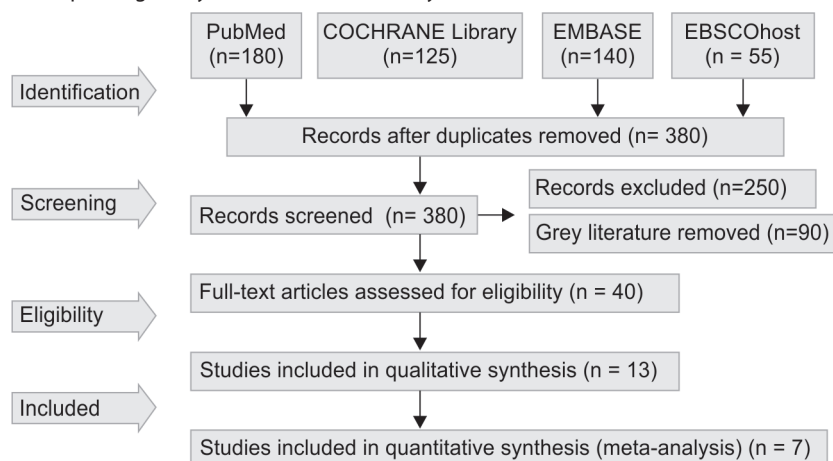 PubMed
(n=180)
COCHRANE Library
(n=125)
EMBASE
(n=140)
EBSCOhost
(n = 55)
Identification
Records after duplicates removed (n= 380)
Screening
Records screened (n= 380)
Records excluded (n=250)
Grey literature removed (n=90)
Full-text articles assessed for eligibility (n = 40)
Eligibility
Studies included in qualitative synthesis (n = 13)
Included
Studies included in quantitative synthesis (meta-analysis) (n = 7)